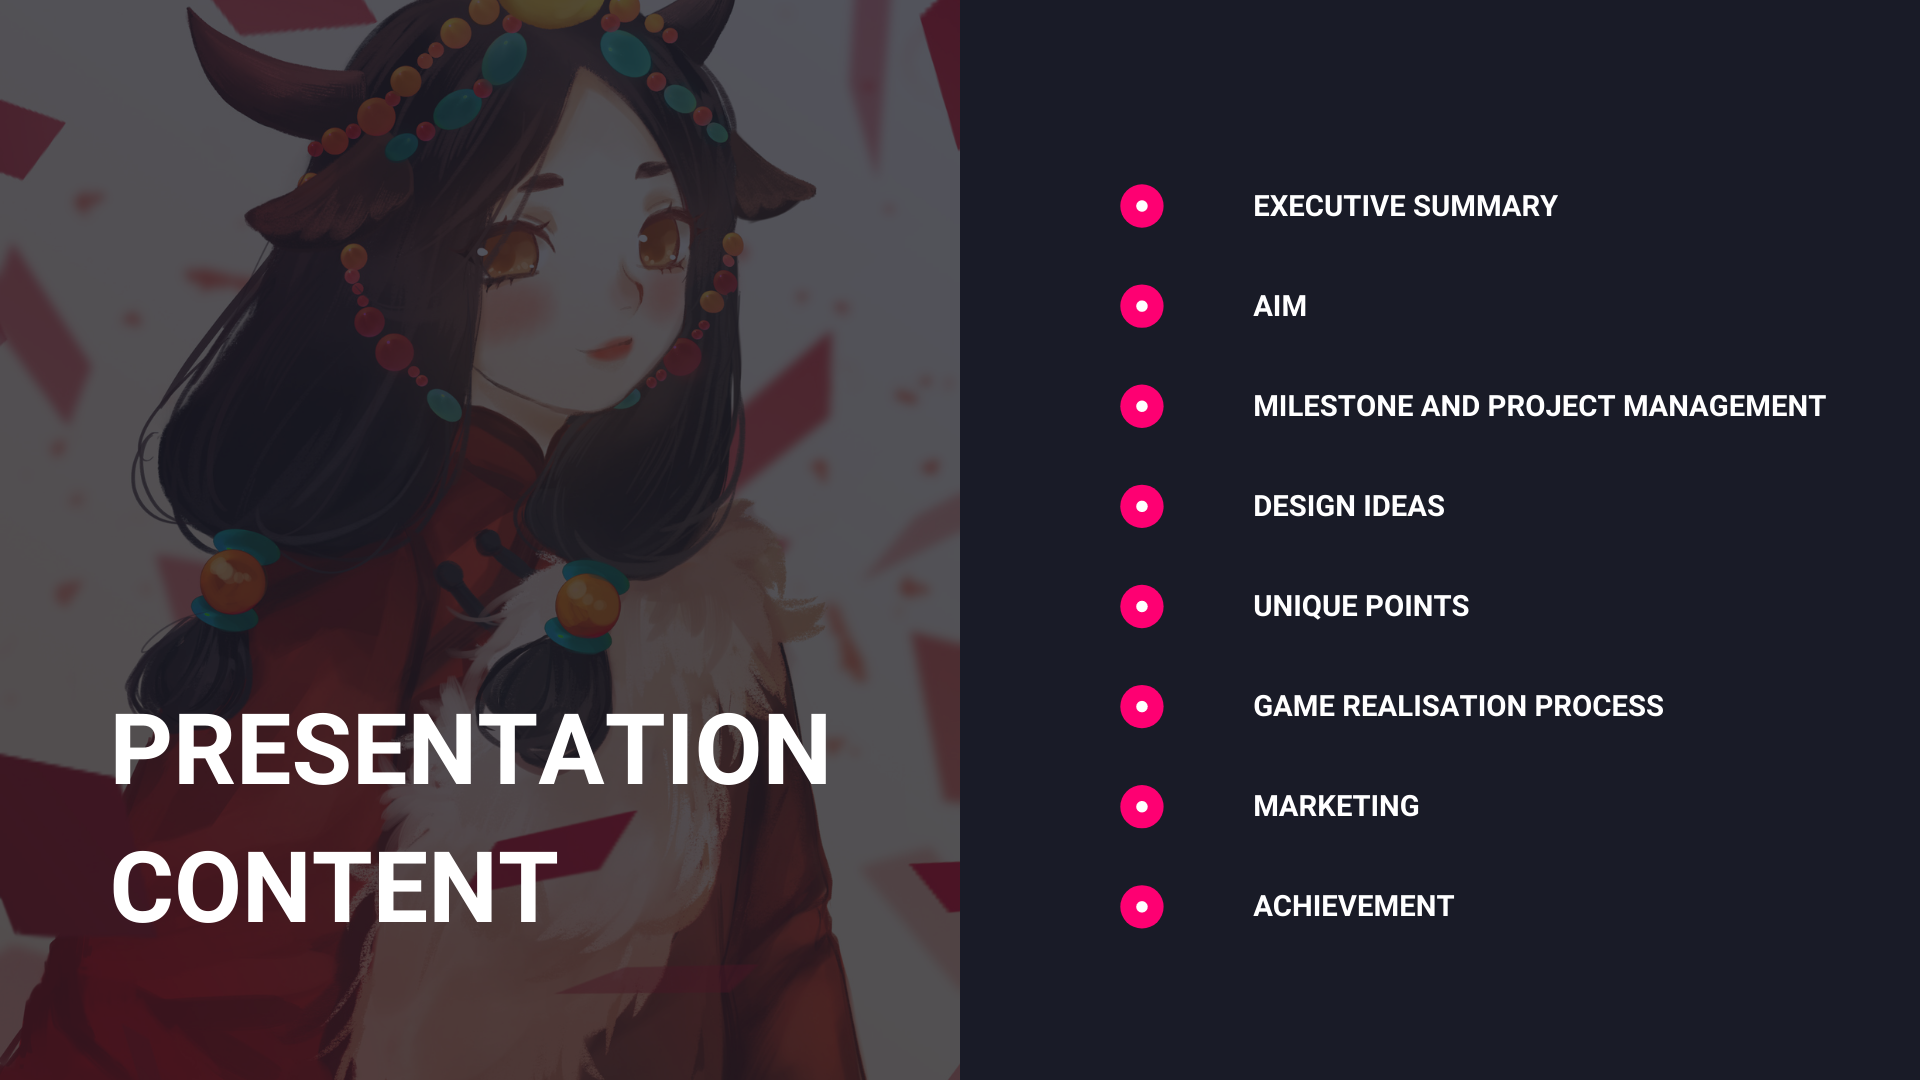 PRESENTATION
CONTENT
EXECUTIVE SUMMARY
AIM
MILESTONE AND PROJECT MANAGEMENT
DESIGN IDEAS
UNIQUE POINTS
GAME REALISATION PROCESS
MARKETING
ACHIEVEMENT